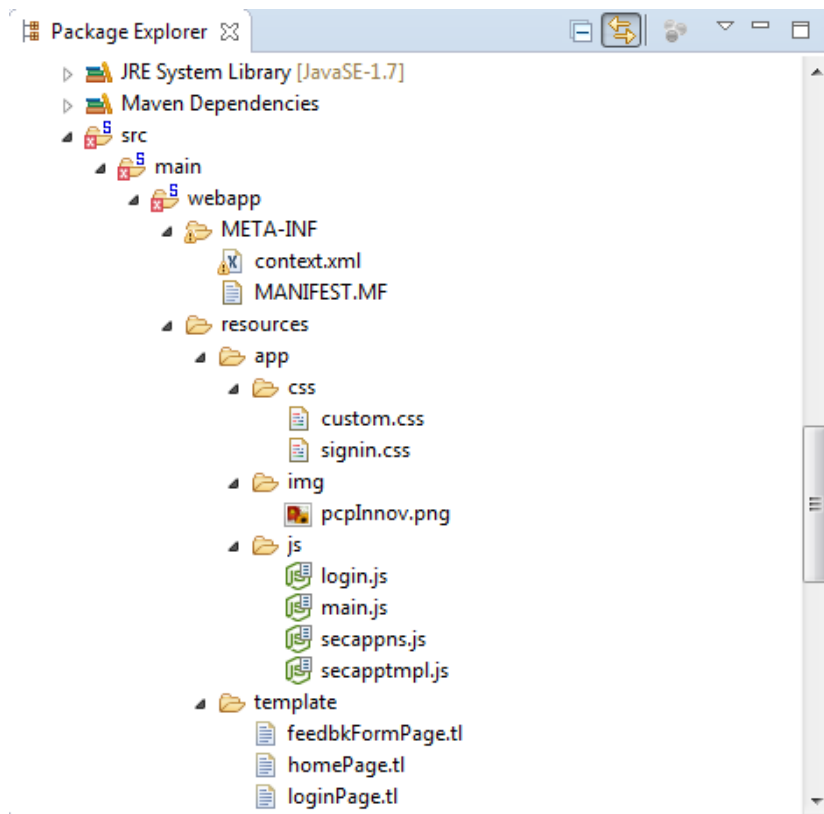 Package Explorer
JRE System Library [JavaSE-1.7]
Maven Dependencies
src
main
webapp
META-INF
context.xml
MANIFEST.MF
resources
app
css
custom.css
signin.css
img
pcpInnov.png
js
login.js
main.js
secappns.js
secapptmpl.js
template
feedbkFormPage.tl
homePage.tl
loginPage.tl